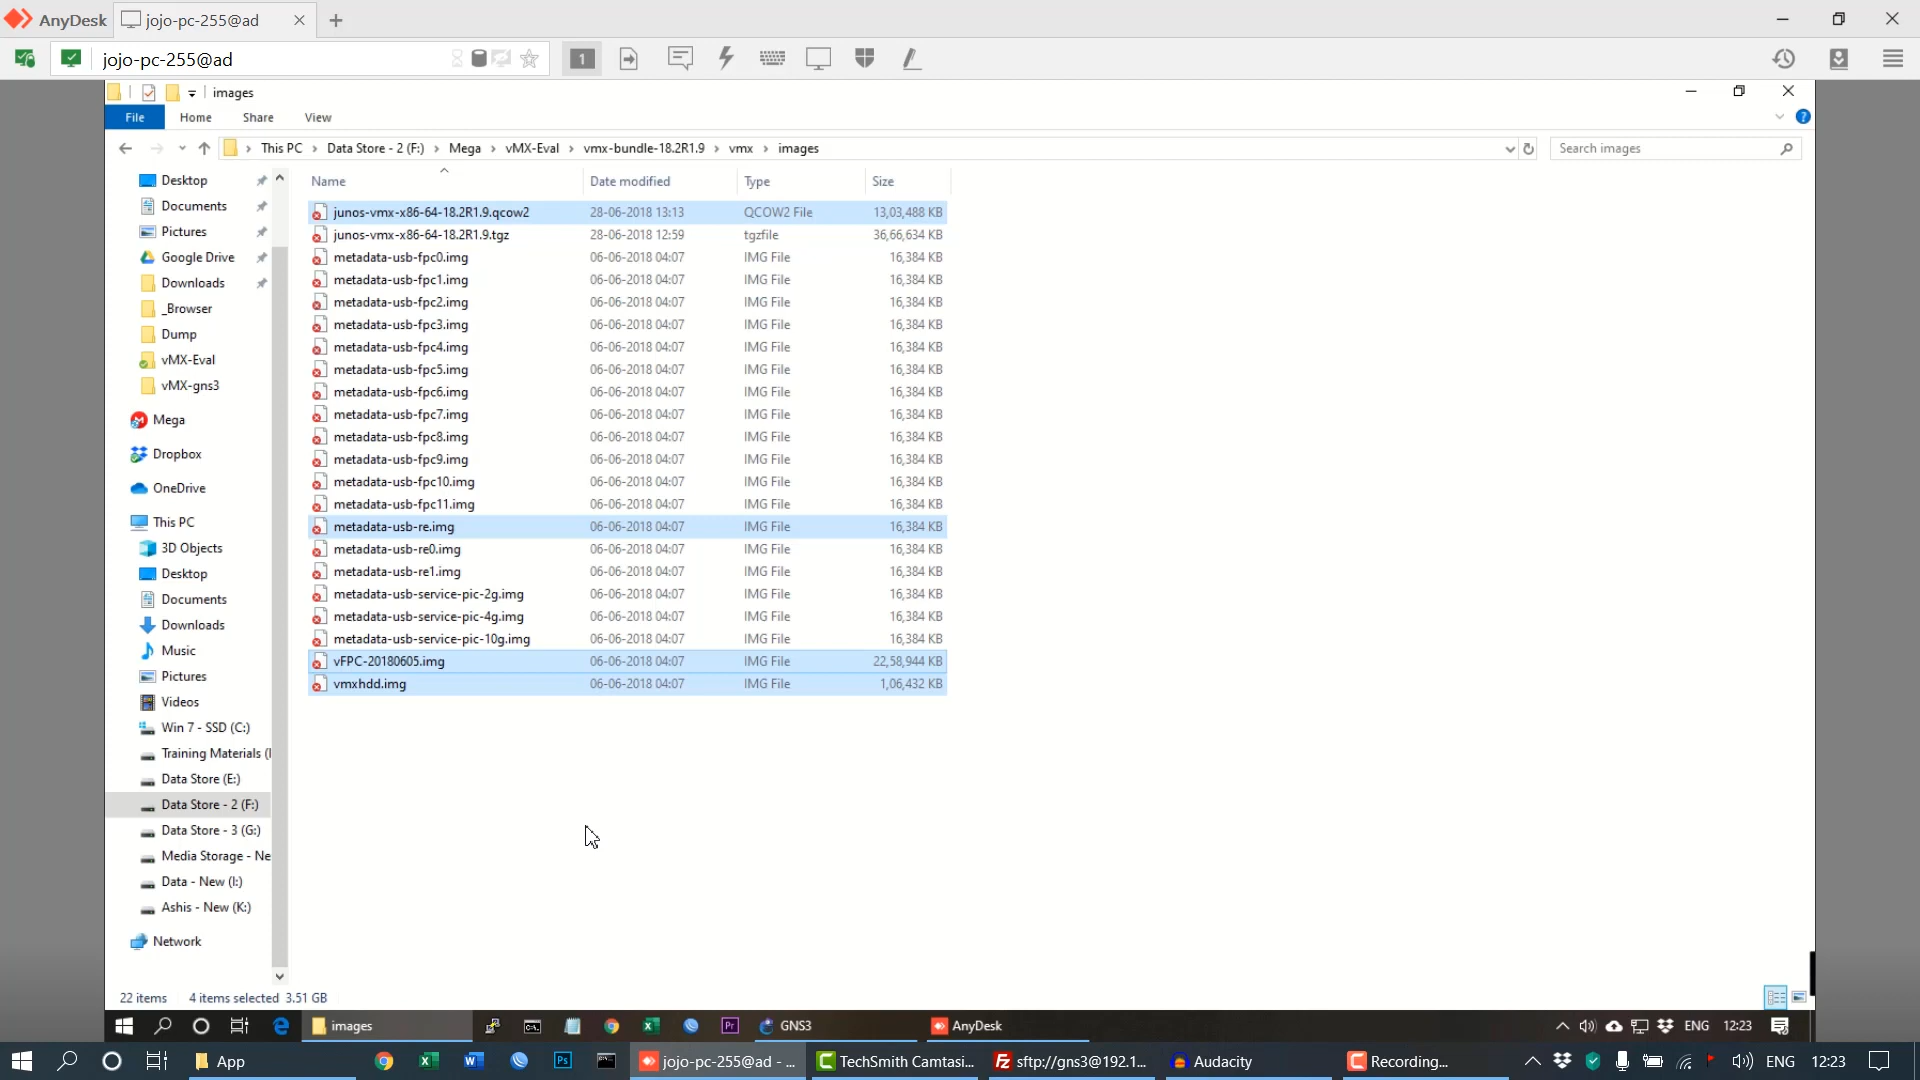 AnyDesk jojo-pc-255@ad
jojo-pc-255@ad 1
images
File Home Share View
This PC Data Store - 2 (F:) Mega vMX-Eval vmx-bundle-18.2R1.9 vmx images Search images
Name Date modified Type Size
junos-vmx-x86-64-18.2R1.9.qcow2 28-06-2018 13:13 QCOW2 File 13,03,488 KB
junos-vmx-x86-64-18.2R1.9.tgz 28-06-2018 12:59 tgzfile 36,66,634 KB
metadata-usb-fpc0.img 06-06-2018 04:07 IMG File 16,384 KB
metadata-usb-fpc1.img 06-06-2018 04:07 IMG File 16,384 KB
metadata-usb-fpc2.img 06-06-2018 04:07 IMG File 16,384 KB
metadata-usb-fpc3.img 06-06-2018 04:07 IMG File 16,384 KB
metadata-usb-fpc4.img 06-06-2018 04:07 IMG File 16,384 KB
metadata-usb-fpc5.img 06-06-2018 04:07 IMG File 16,384 KB
metadata-usb-fpc6.img 06-06-2018 04:07 IMG File 16,384 KB
metadata-usb-fpc7.img 06-06-2018 04:07 IMG File 16,384 KB
metadata-usb-fpc8.img 06-06-2018 04:07 IMG File 16,384 KB
metadata-usb-fpc9.img 06-06-2018 04:07 IMG File 16,384 KB
metadata-usb-fpc10.img 06-06-2018 04:07 IMG File 16,384 KB
metadata-usb-fpc11.img 06-06-2018 04:07 IMG File 16,384 KB
metadata-usb-re.img 06-06-2018 04:07 IMG File 16,384 KB
metadata-usb-re0.img 06-06-2018 04:07 IMG File 16,384 KB
metadata-usb-re1.img 06-06-2018 04:07 IMG File 16,384 KB
metadata-usb-service-pic-2g.img 06-06-2018 04:07 IMG File 16,384 KB
metadata-usb-service-pic-4g.img 06-06-2018 04:07 IMG File 16,384 KB
metadata-usb-service-pic-10g.img 06-06-2018 04:07 IMG File 16,384 KB
vFPC-20180605.img 06-06-2018 04:07 IMG File 22,58,944 KB
vmxhdd.img 06-06-2018 04:07 IMG File 1,06,432 KB
Desktop
Documents
Pictures
Google Drive
Downloads
_Browser
Dump
vMX-Eval
vMX-gns3
Mega
Dropbox
OneDrive
This PC
3D Objects
Desktop
Documents
Downloads
Music
Pictures
Videos
Win 7 - SSD (C:)
Training Materials (
Data Store (E:)
Data Store - 2 (F:)
Data Store - 3 (G:)
Media Storage - Ne
Data - New (I:)
Ashis - New (K:)
Network
22 items 4 items selected 3.51 GB
images GNS3 AnyDesk ENG 12:23
App jojo-pc-255@ad - ... TechSmith Camtasi... sftp://gns3@192.1... Audacity Recording... ENG 12:23